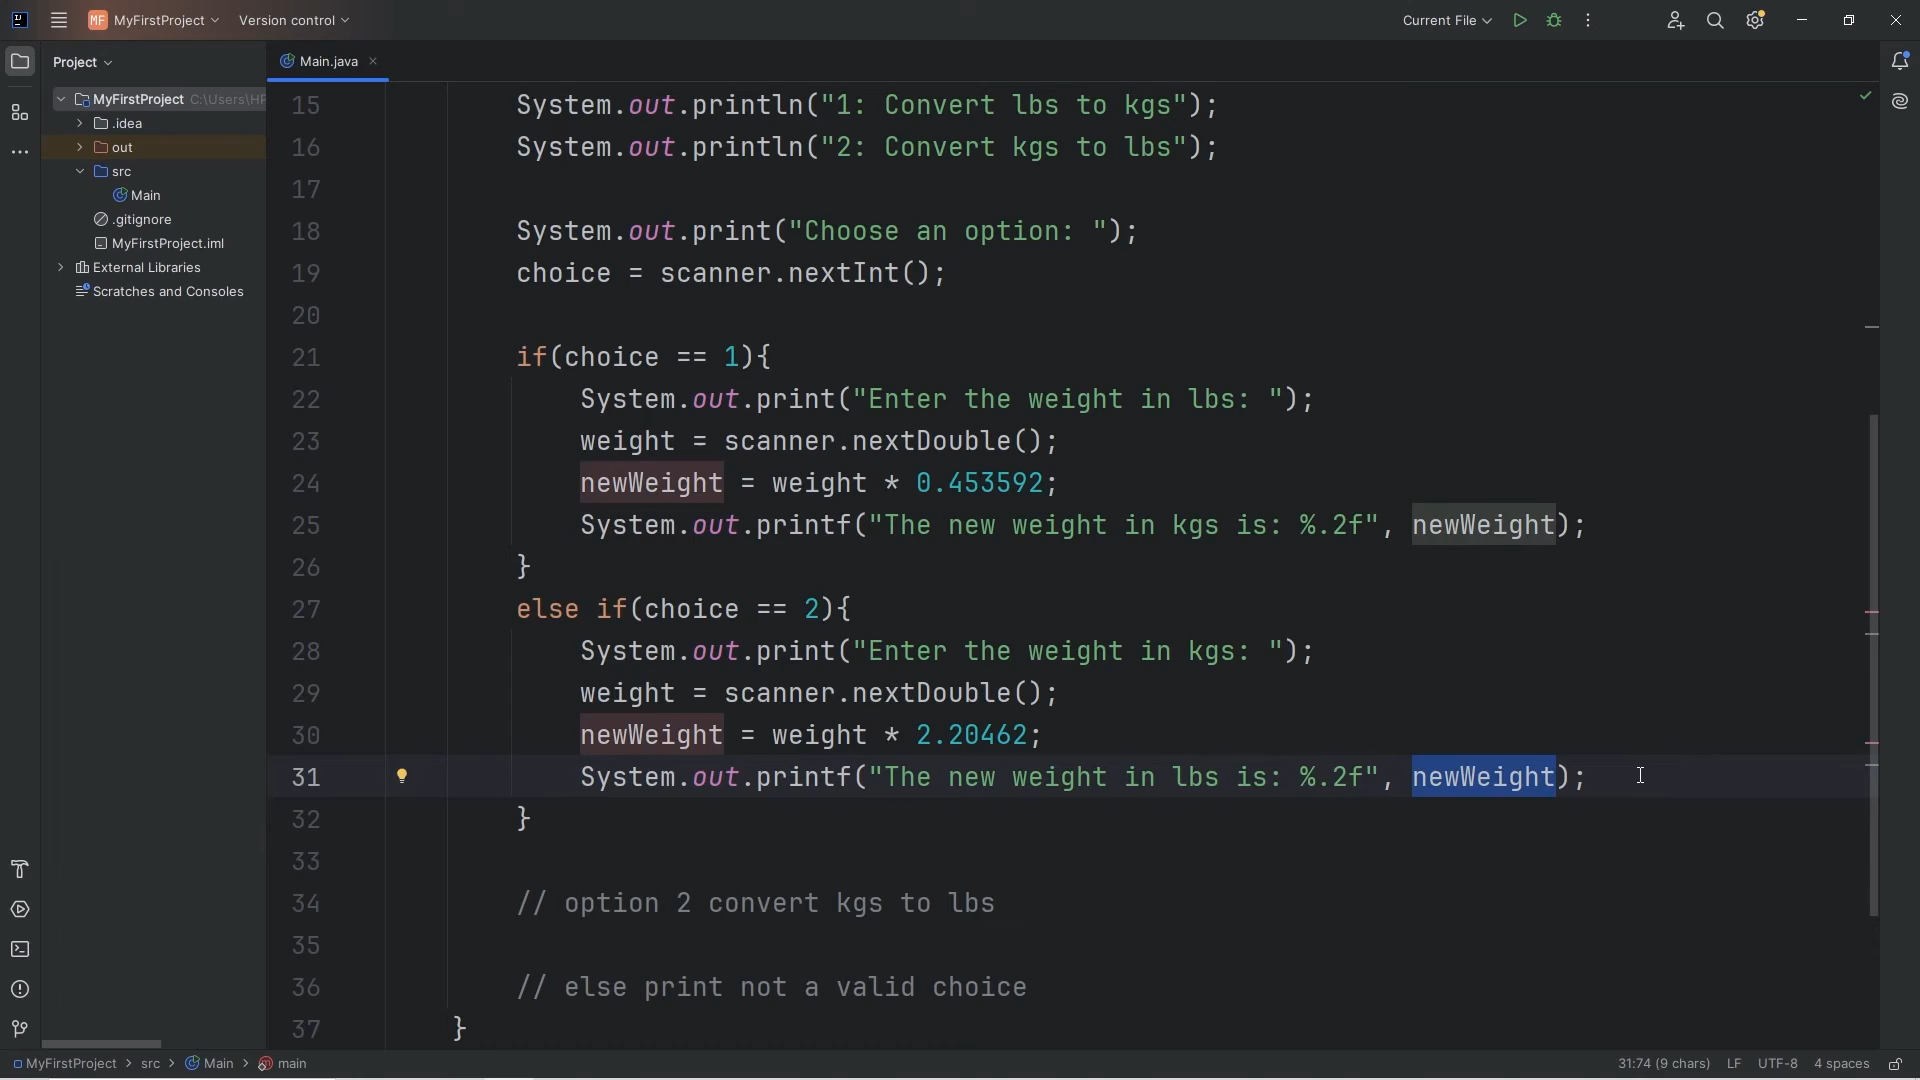 MF MyFirstProject Version control Current File
Project
Main.java
MyFirstProject C:\Users\HP
.idea
out
src
Main
.gitignore
MyFirstProject.iml
External Libraries
Scratches and Consoles
15 System.out.println("1: Convert lbs to kgs");
16 System.out.println("2: Convert kgs to lbs");
17
18 System.out.print("Choose an option: ");
19 choice = scanner.nextInt();
20
21 if(choice == 1){
22 System.out.print("Enter the weight in lbs: ");
23 weight = scanner.nextDouble();
24 newWeight = weight * 0.453592;
25 System.out.printf("The new weight in kgs is: %.2f", newWeight);
26 }
27 else if(choice == 2){
28 System.out.print("Enter the weight in kgs: ");
29 weight = scanner.nextDouble();
30 newWeight = weight * 2.20462;
31 System.out.printf("The new weight in lbs is: %.2f", newWeight);
32 }
33
34 // option 2 convert kgs to lbs
35
36 // else print not a valid choice
37 }
MyFirstProject > src > Main > main 31:74 (9 chars) LF UTF-8 4 spaces